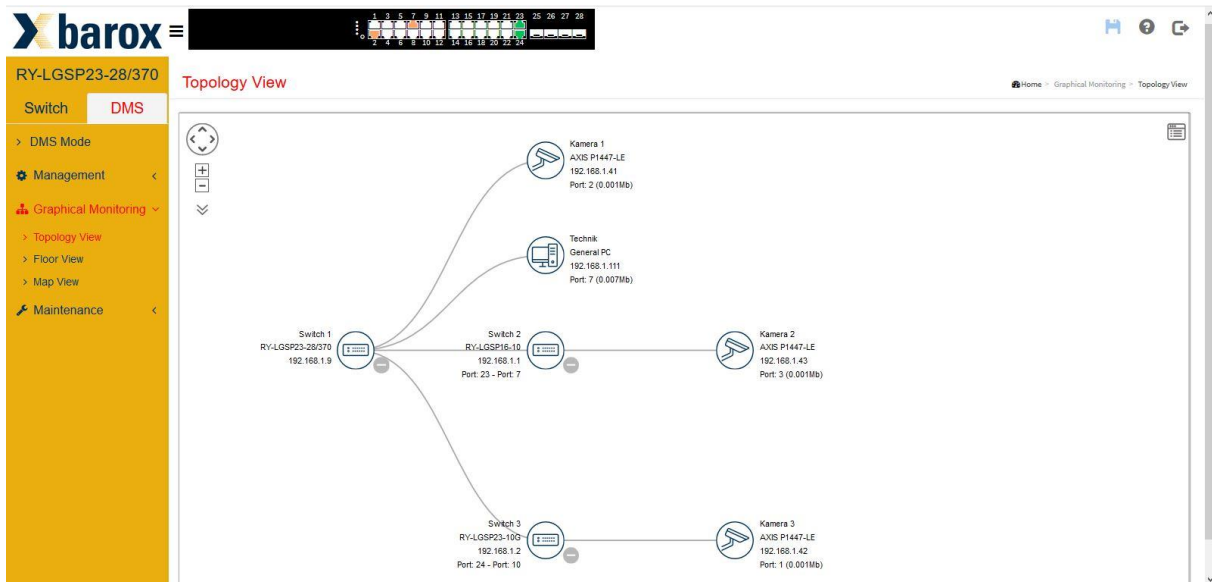 barox
1 3 5 7 9 11 13 15 17 19 21 23 25 26 27 28
2 4 6 8 10 12 14 16 18 20 22 24
RY-LGSP23-28/370
Switch DMS
Topology View
Home > Graphical Monitoring > Topology View
> DMS Mode
Management
Graphical Monitoring
> Topology View
> Floor View
> Map View
Maintenance
Kamera 1
AXIS P1447-LE
192.168.1.41
Port: 2 (0.001Mb)
Technik
General PC
192.168.1.111
Port: 7 (0.007Mb)
Switch 1
RY-LGSP23-28/370
192.168.1.9
Switch 2
RY-LGSP16-10
192.168.1.1
Port: 23 - Port: 7
Kamera 2
AXIS P1447-LE
192.168.1.43
Port: 3 (0.001Mb)
Switch 3
RY-LGSP23-10G
192.168.1.2
Port: 24 - Port: 10
Kamera 3
AXIS P1447-LE
192.168.1.42
Port: 1 (0.001Mb)